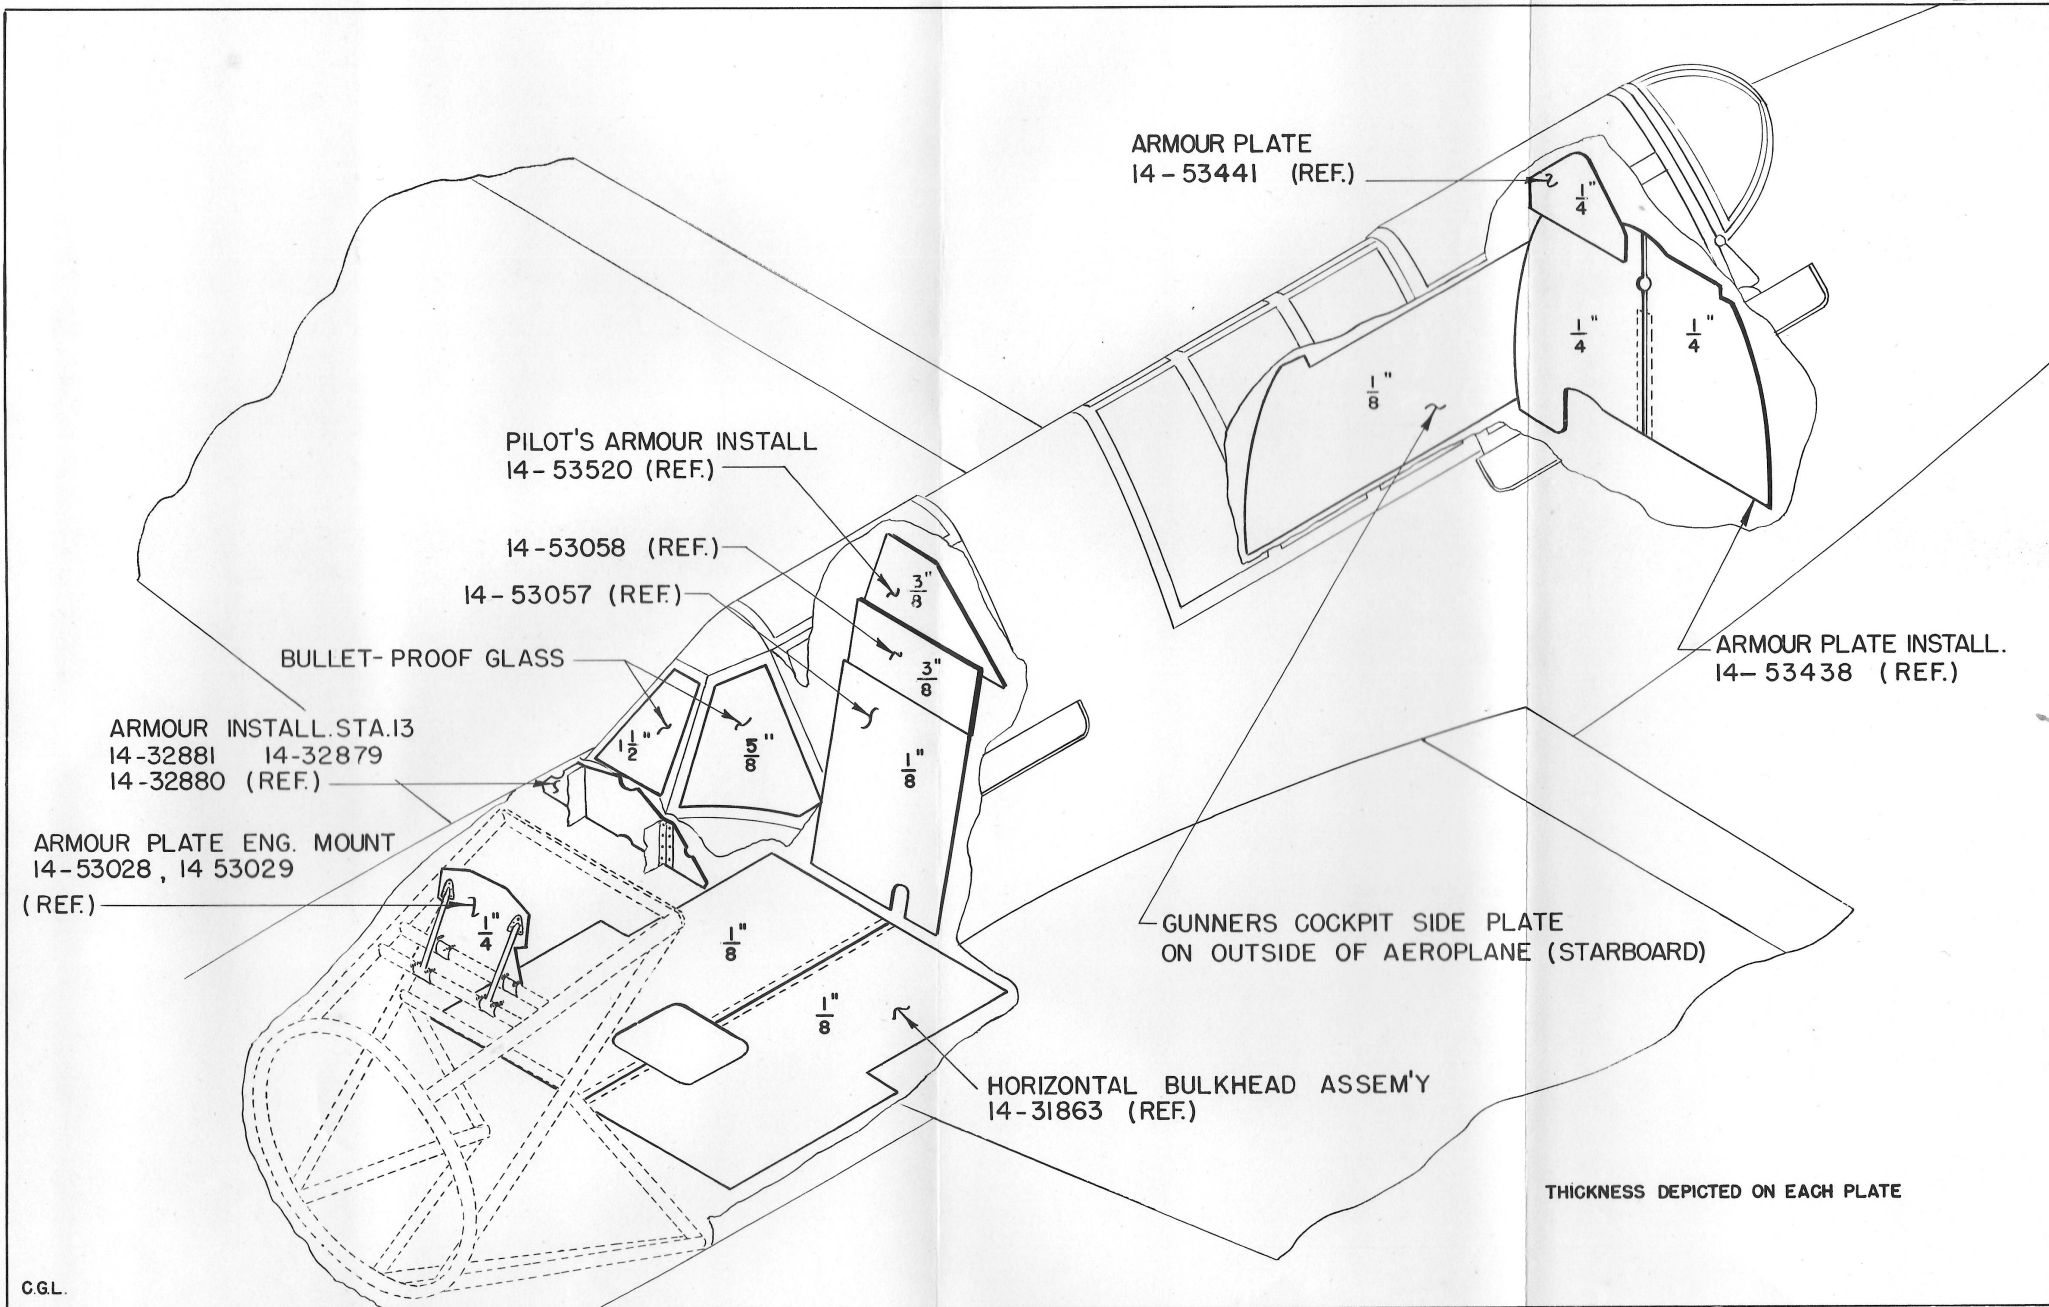 ARMOUR PLATE
14-53441 (REF.)
1/4"
1/4"
1/4"
1/8"
PILOT'S ARMOUR INSTALL
14-53520 (REF.)
14-53058 (REF.)
14-53057 (REF.)
3/8"
3/8"
1/8"
BULLET-PROOF GLASS
1 1/2"
5/8"
ARMOUR PLATE INSTALL.
14-53438 (REF.)
ARMOUR INSTALL. STA. 13
14-32881 14-32879
14-32880 (REF.)
ARMOUR PLATE ENG. MOUNT
14-53028, 14 53029
(REF.)
1/4"
1/8"
1/8"
GUNNERS COCKPIT SIDE PLATE
ON OUTSIDE OF AEROPLANE (STARBOARD)
HORIZONTAL BULKHEAD ASSEM'Y
14-31863 (REF.)
THICKNESS DEPICTED ON EACH PLATE
C.G.L.